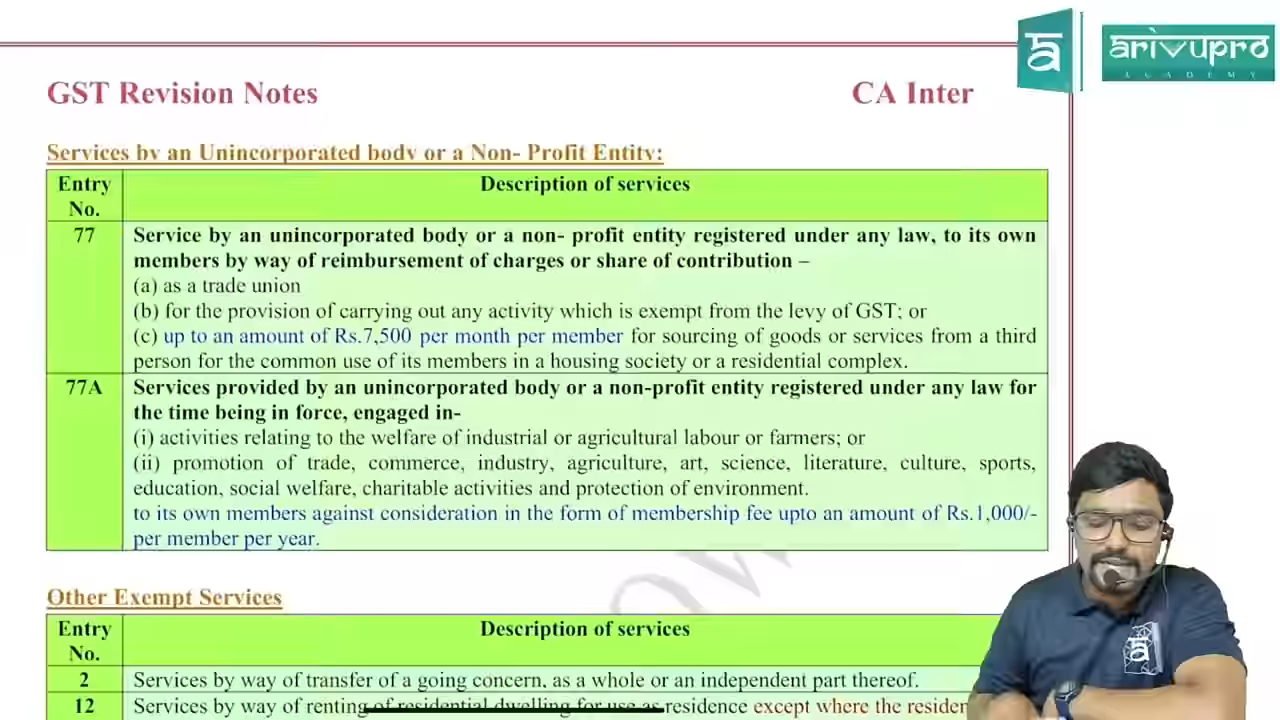 arivupro
ACADEMY
GST Revision Notes
CA Inter
Services by an Unincorporated body or a Non- Profit Entity:
Entry No.
Description of services
77
Service by an unincorporated body or a non- profit entity registered under any law, to its own
members by way of reimbursement of charges or share of contribution –
(a) as a trade union
(b) for the provision of carrying out any activity which is exempt from the levy of GST; or
(c) up to an amount of Rs.7,500 per month per member for sourcing of goods or services from a third
person for the common use of its members in a housing society or a residential complex.
77A
Services provided by an unincorporated body or a non-profit entity registered under any law for
the time being in force, engaged in-
(i) activities relating to the welfare of industrial or agricultural labour or farmers; or
(ii) promotion of trade, commerce, industry, agriculture, art, science, literature, culture, sports,
education, social welfare, charitable activities and protection of environment.
to its own members against consideration in the form of membership fee upto an amount of Rs.1,000/-
per member per year.
Other Exempt Services
Entry No.
Description of services
2
Services by way of transfer of a going concern, as a whole or an independent part thereof.
12
Services by way of renting of residential dwelling for use as residence except where the